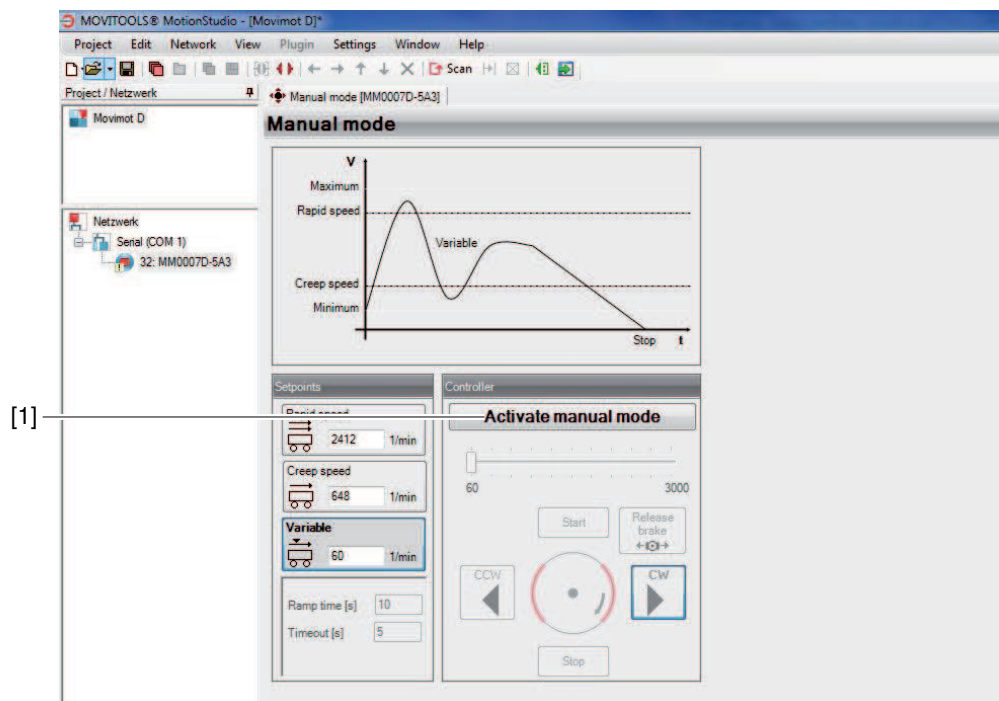 MOVITOOLS® MotionStudio - [Movimot D]*
Project Edit Network View Plugin Settings Window Help
Scan
Project / Netzwerk
Manual mode [MM0007D-5A3]
Movimot D
Manual mode
V
Maximum
Rapid speed
Variable
Creep speed
Minimum
Stop t
Netzwerk
Serial (COM 1)
32: MM0007D-5A3
Setpoints
Controller
[1]
Rapid speed
2412 1/min
Activate manual mode
Creep speed
648 1/min
60 3000
Variable
60 1/min
Start
Release
brake
CCW
CW
Ramp time [s] 10
Timeout [s] 5
Stop